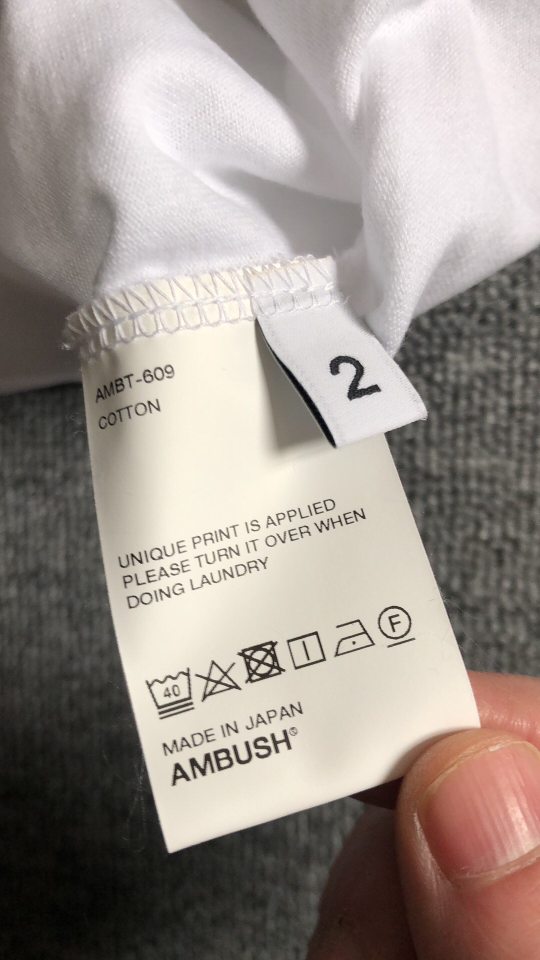 2
AMBT-609
COTTON
UNIQUE PRINT IS APPLIED
PLEASE TURN IT OVER WHEN
DOING LAUNDRY
40 F
MADE IN JAPAN
AMBUSH®